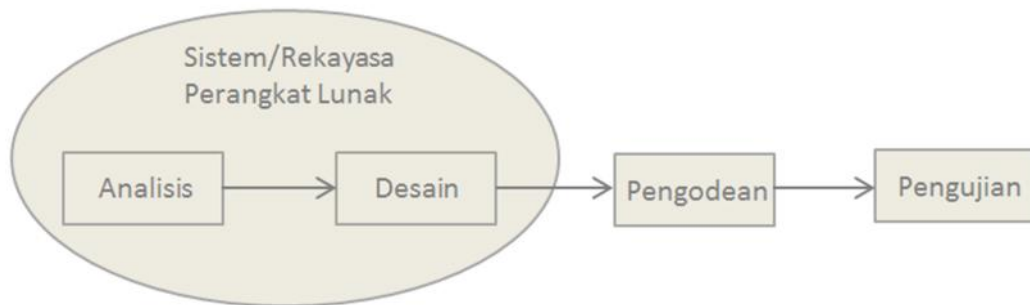 Sistem/Rekayasa
Perangkat Lunak
Analisis
Desain
Pengodean
Pengujian